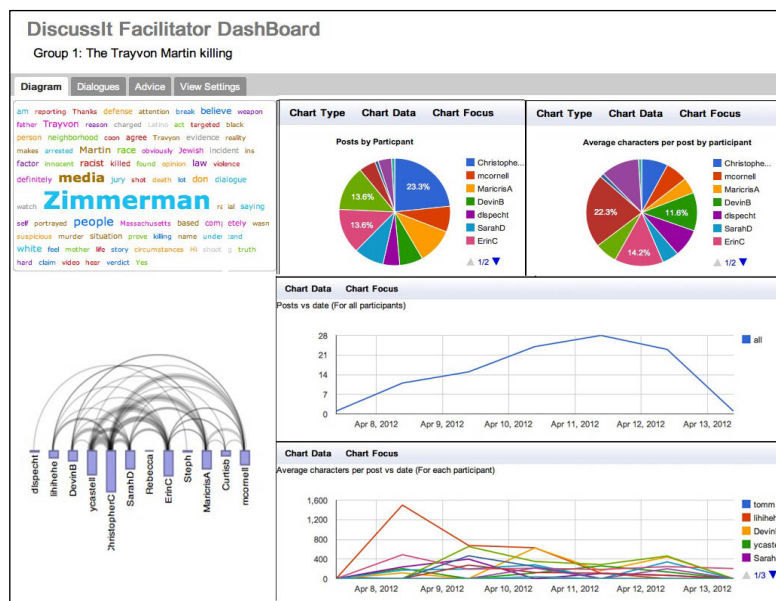 DiscussIt Facilitator DashBoard
Group 1: The Trayvon Martin killing
Diagram Dialogues Advice View Settings
am reporting Thanks defense attention break believe weapon
father Trayvon reason charged Latino act targeted black
person neighborhood coon agree Travyon evidence reality
makes arrested Martin race obviously Jewish Incident ins
factor innocent racist killed found opinion law violence
definitely media jury shot death lot don dialogue
watch Zimmerman saying
self portrayed people Massachusetts based wasn
suspicious murder situation prove killing name
white feel mother life story circumstances Hi truth
hard claim video hear verdict Yes
Chart Type Chart Data Chart Focus
Posts by Particpant
23.3%
13.6%
13.6%
Christophe...
mcornell
MaricrisA
DevinB
dlspecht
SarahD
ErinC
1/2
Chart Type Chart Data Chart Focus
Average characters per post by participant
22.3%
11.6%
14.2%
Christophe...
mcornell
MaricrisA
DevinB
dlspecht
SarahD
ErinC
1/2
Chart Data Chart Focus
Posts vs date (For all participants)
28
21
14
7
0
Apr 8, 2012 Apr 9, 2012 Apr 10, 2012 Apr 11, 2012 Apr 12, 2012 Apr 13, 2012
all
dlspecht
lihihehe
DevinB
ycastell
ChristopherC
SarahD
Rebecca
ErinC
Steph
MaricrisA
Curtisb
mcornell
Chart Data Chart Focus
Average characters per post vs date (For each participant)
1,600
1,200
800
400
0
Apr 8, 2012 Apr 9, 2012 Apr 10, 2012 Apr 11, 2012 Apr 12, 2012 Apr 13, 2012
tomm
lihihe
Devin
ycaste
Sarah
1/3